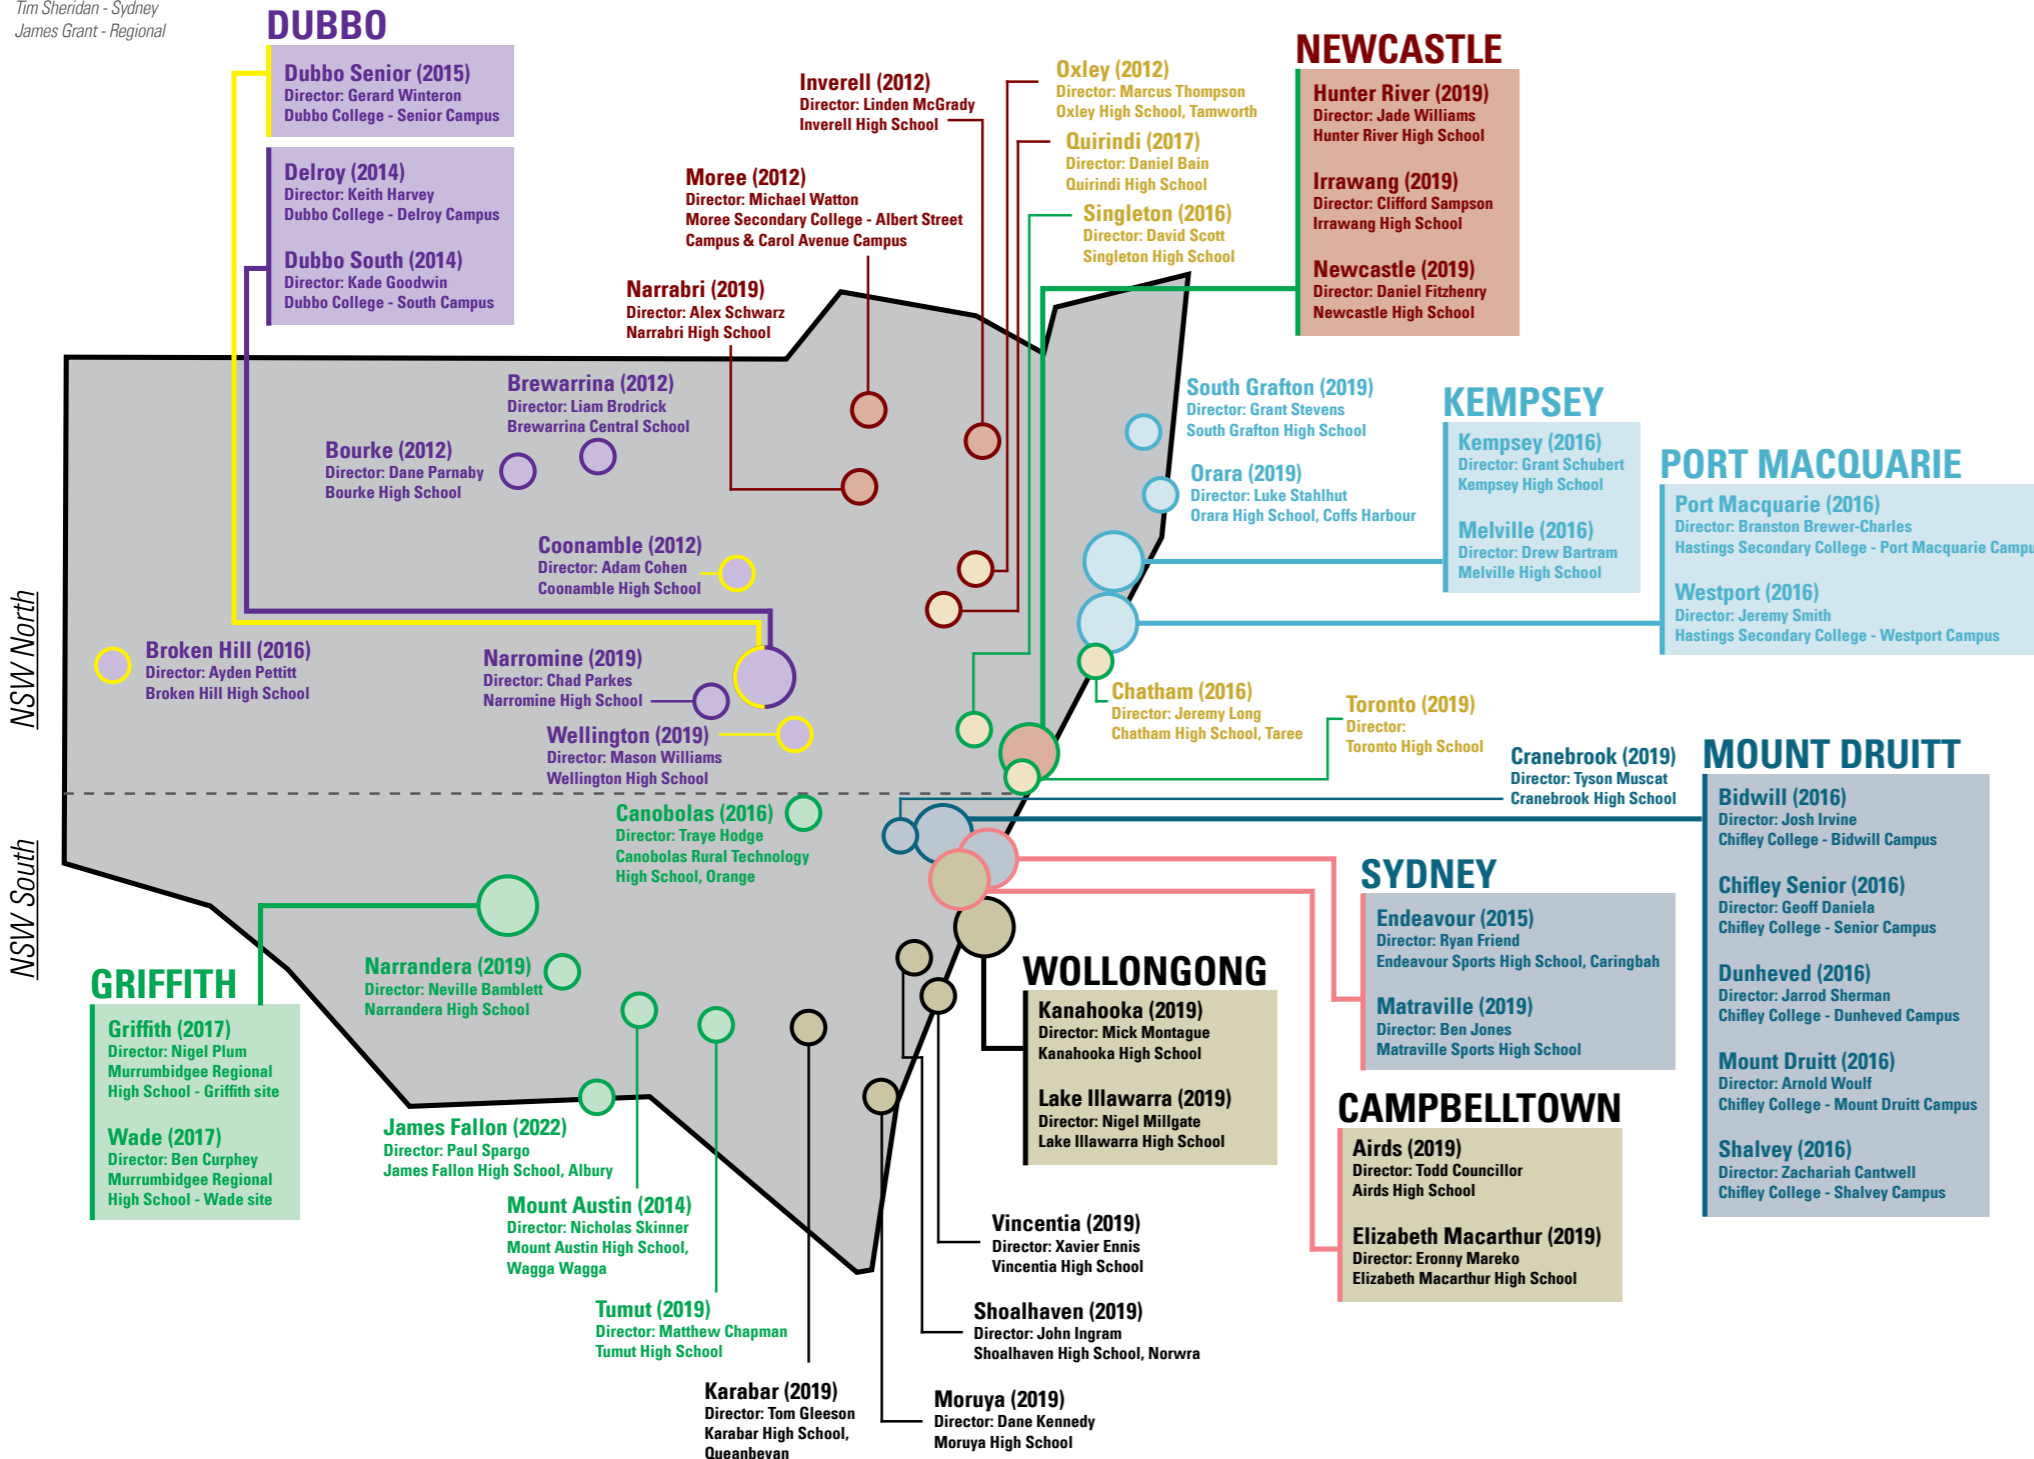 Tim Sheridan - Sydney
James Grant - Regional
DUBBO
Dubbo Senior (2015)
Director: Gerard Winteron
Dubbo College - Senior Campus
Delroy (2014)
Director: Keith Harvey
Dubbo College - Delroy Campus
Dubbo South (2014)
Director: Kade Goodwin
Dubbo College - South Campus
Inverell (2012)
Director: Linden McGrady
Inverell High School
Moree (2012)
Director: Michael Watton
Moree Secondary College - Albert Street
Campus & Carol Avenue Campus
Narrabri (2019)
Director: Alex Schwarz
Narrabri High School
Oxley (2012)
Director: Marcus Thompson
Oxley High School, Tamworth
Quirindi (2017)
Director: Daniel Bain
Quirindi High School
Singleton (2016)
Director: David Scott
Singleton High School
NEWCASTLE
Hunter River (2019)
Director: Jade Williams
Hunter River High School
Irrawang (2019)
Director: Clifford Sampson
Irrawang High School
Newcastle (2019)
Director: Daniel Fitzhenry
Newcastle High School
Brewarrina (2012)
Director: Liam Brodrick
Brewarrina Central School
Bourke (2012)
Director: Dane Parnaby
Bourke High School
Coonamble (2012)
Director: Adam Cohen
Coonamble High School
Broken Hill (2016)
Director: Ayden Pettitt
Broken Hill High School
Narromine (2019)
Director: Chad Parkes
Narromine High School
Wellington (2019)
Director: Mason Williams
Wellington High School
South Grafton (2019)
Director: Grant Stevens
South Grafton High School
Orara (2019)
Director: Luke Stahlhut
Orara High School, Coffs Harbour
KEMPSEY
Kempsey (2016)
Director: Grant Schubert
Kempsey High School
Melville (2016)
Director: Drew Bartram
Melville High School
PORT MACQUARIE
Port Macquarie (2016)
Director: Branston Brewer-Charles
Hastings Secondary College - Port Macquarie Campu
Westport (2016)
Director: Jeremy Smith
Hastings Secondary College - Westport Campus
Chatham (2016)
Director: Jeremy Long
Chatham High School, Taree
Toronto (2019)
Director:
Toronto High School
NSW North
NSW South
Canobolas (2016)
Director: Traye Hodge
Canobolas Rural Technology
High School, Orange
Cranebrook (2019)
Director: Tyson Muscat
Cranebrook High School
MOUNT DRUITT
Bidwill (2016)
Director: Josh Irvine
Chifley College - Bidwill Campus
Chifley Senior (2016)
Director: Geoff Daniela
Chifley College - Senior Campus
Dunheved (2016)
Director: Jarrod Sherman
Chifley College - Dunheved Campus
Mount Druitt (2016)
Director: Arnold Woulf
Chifley College - Mount Druitt Campus
Shalvey (2016)
Director: Zachariah Cantwell
Chifley College - Shalvey Campus
SYDNEY
Endeavour (2015)
Director: Ryan Friend
Endeavour Sports High School, Caringbah
Matraville (2019)
Director: Ben Jones
Matraville Sports High School
CAMPBELLTOWN
Airds (2019)
Director: Todd Councillor
Airds High School
Elizabeth Macarthur (2019)
Director: Eronny Mareko
Elizabeth Macarthur High School
WOLLONGONG
Kanahooka (2019)
Director: Mick Montague
Kanahooka High School
Lake Illawarra (2019)
Director: Nigel Millgate
Lake Illawarra High School
GRIFFITH
Griffith (2017)
Director: Nigel Plum
Murrumbidgee Regional
High School - Griffith site
Wade (2017)
Director: Ben Curphey
Murrumbidgee Regional
High School - Wade site
Narrandera (2019)
Director: Neville Bamblett
Narrandera High School
James Fallon (2022)
Director: Paul Spargo
James Fallon High School, Albury
Mount Austin (2014)
Director: Nicholas Skinner
Mount Austin High School,
Wagga Wagga
Tumut (2019)
Director: Matthew Chapman
Tumut High School
Karabar (2019)
Director: Tom Gleeson
Karabar High School,
Queanbeyan
Vincentia (2019)
Director: Xavier Ennis
Vincentia High School
Shoalhaven (2019)
Director: John Ingram
Shoalhaven High School, Norwra
Moruya (2019)
Director: Dane Kennedy
Moruya High School